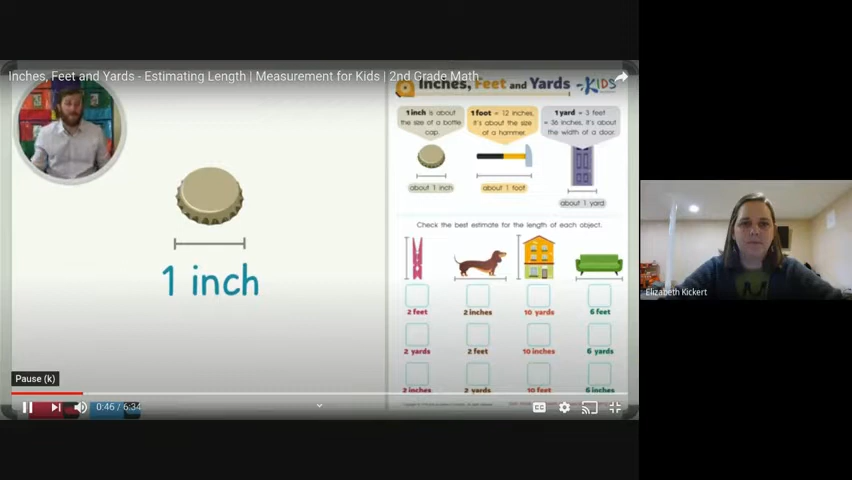 Inches, Feet and Yards - Estimating Length | Measurement for Kids | 2nd Grade Math
Inches, Feet and Yards
KIDS
1 inch is about
the size of a bottle
cap.
1 foot = 12 inches,
it's about the size
of a hammer.
1 yard = 3 feet
= 36 inches, it's about
the width of a door.
about 1 inch
about 1 foot
about 1 yard
1 inch
Check the best estimate for the length of each object.
2 feet
2 inches
10 yards
6 feet
2 yards
2 feet
10 inches
6 yards
2 inches
2 yards
10 feet
6 inches
Pause (k)
0:46 / 6:34
CC
Elizabeth Kickert